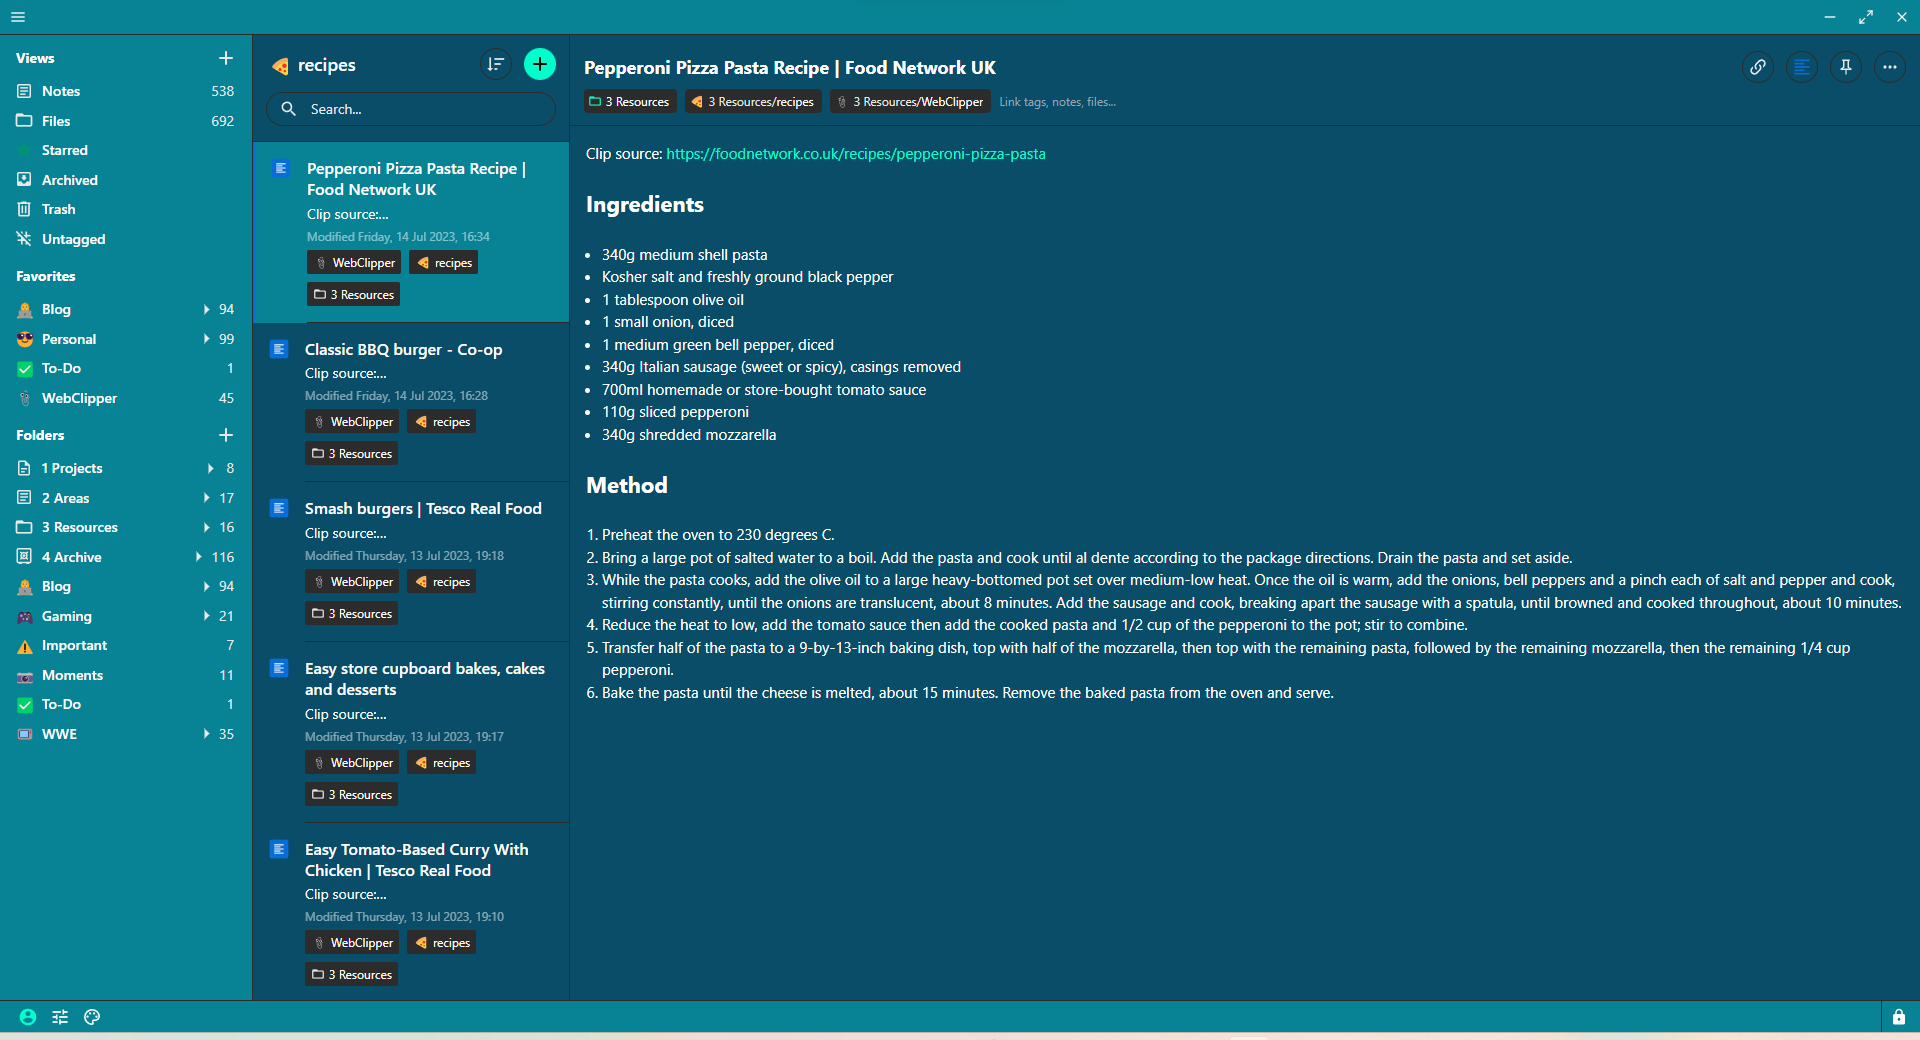 Views
Notes 538
Files 692
Starred
Archived
Trash
Untagged
Favorites
Blog 94
Personal 99
To-Do 1
WebClipper 45
Folders
1 Projects 8
2 Areas 17
3 Resources 16
4 Archive 116
Blog 94
Gaming 21
Important 7
Moments 11
To-Do 1
WWE 35
recipes
Search...
Pepperoni Pizza Pasta Recipe |
Food Network UK
Clip source:...
Modified Friday, 14 Jul 2023, 16:34
WebClipper recipes
3 Resources
Classic BBQ burger - Co-op
Clip source:...
Modified Friday, 14 Jul 2023, 16:28
WebClipper recipes
3 Resources
Smash burgers | Tesco Real Food
Clip source:...
Modified Thursday, 13 Jul 2023, 19:18
WebClipper recipes
3 Resources
Easy store cupboard bakes, cakes
and desserts
Clip source:...
Modified Thursday, 13 Jul 2023, 19:17
WebClipper recipes
3 Resources
Easy Tomato-Based Curry With
Chicken | Tesco Real Food
Clip source:...
Modified Thursday, 13 Jul 2023, 19:10
WebClipper recipes
3 Resources
Pepperoni Pizza Pasta Recipe | Food Network UK
3 Resources 3 Resources/recipes 3 Resources/WebClipper Link tags, notes, files...
Clip source: https://foodnetwork.co.uk/recipes/pepperoni-pizza-pasta
Ingredients
• 340g medium shell pasta
• Kosher salt and freshly ground black pepper
• 1 tablespoon olive oil
• 1 small onion, diced
• 1 medium green bell pepper, diced
• 340g Italian sausage (sweet or spicy), casings removed
• 700ml homemade or store-bought tomato sauce
• 110g sliced pepperoni
• 340g shredded mozzarella
Method
1. Preheat the oven to 230 degrees C.
2. Bring a large pot of salted water to a boil. Add the pasta and cook until al dente according to the package directions. Drain the pasta and set aside.
3. While the pasta cooks, add the olive oil to a large heavy-bottomed pot set over medium-low heat. Once the oil is warm, add the onions, bell peppers and a pinch each of salt and pepper and cook,
stirring constantly, until the onions are translucent, about 8 minutes. Add the sausage and cook, breaking apart the sausage with a spatula, until browned and cooked throughout, about 10 minutes.
4. Reduce the heat to low, add the tomato sauce then add the cooked pasta and 1/2 cup of the pepperoni to the pot; stir to combine.
5. Transfer half of the pasta to a 9-by-13-inch baking dish, top with half of the mozzarella, then top with the remaining pasta, followed by the remaining mozzarella, then the remaining 1/4 cup
pepperoni.
6. Bake the pasta until the cheese is melted, about 15 minutes. Remove the baked pasta from the oven and serve.